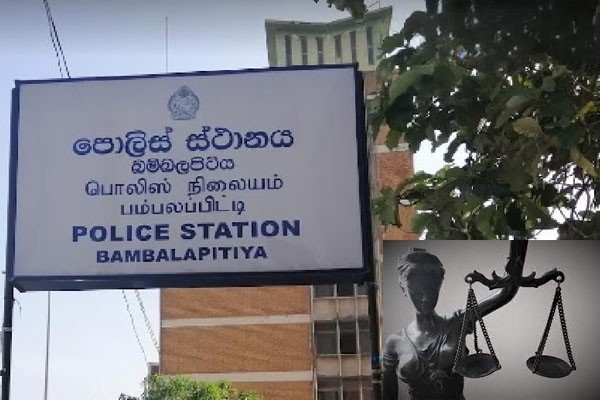 පොලිස් ස්ථානය
බම්බලපිටිය
பொலிஸ் நிலையம்
பம்பலப்பிட்டி
POLICE STATION
BAMBALAPITIYA